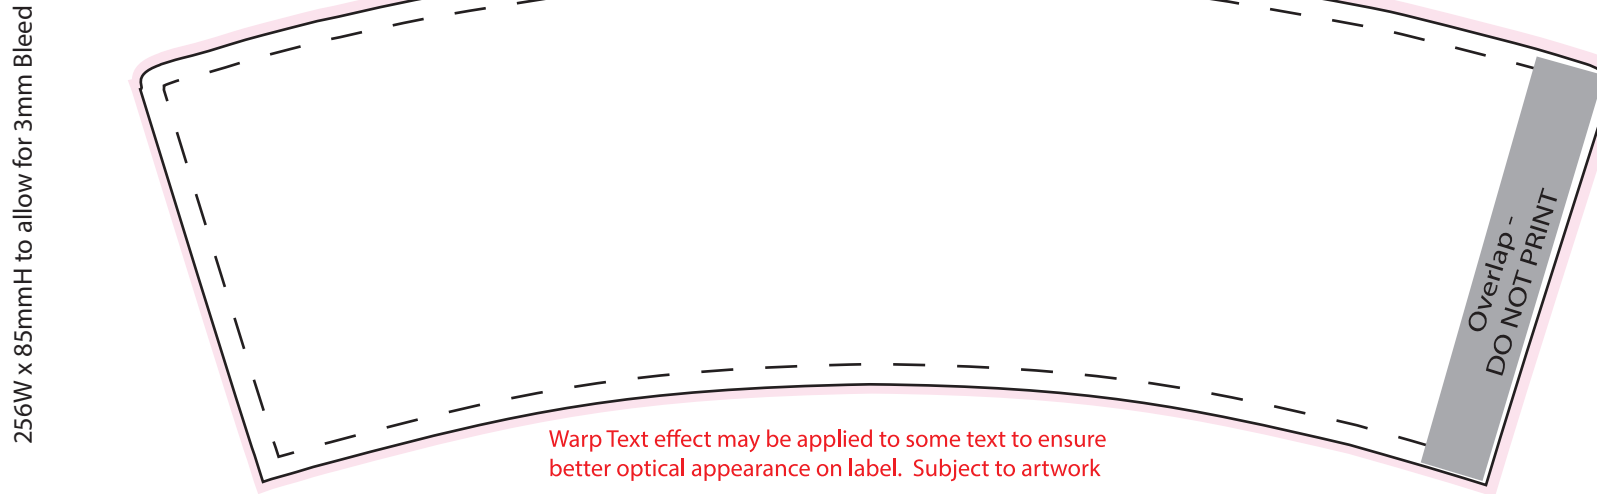 256W x 85mmH to allow for 3mm Bleed
Overlap -
DO NOT PRINT
Warp Text effect may be applied to some text to ensure
better optical appearance on label.  Subject to artwork